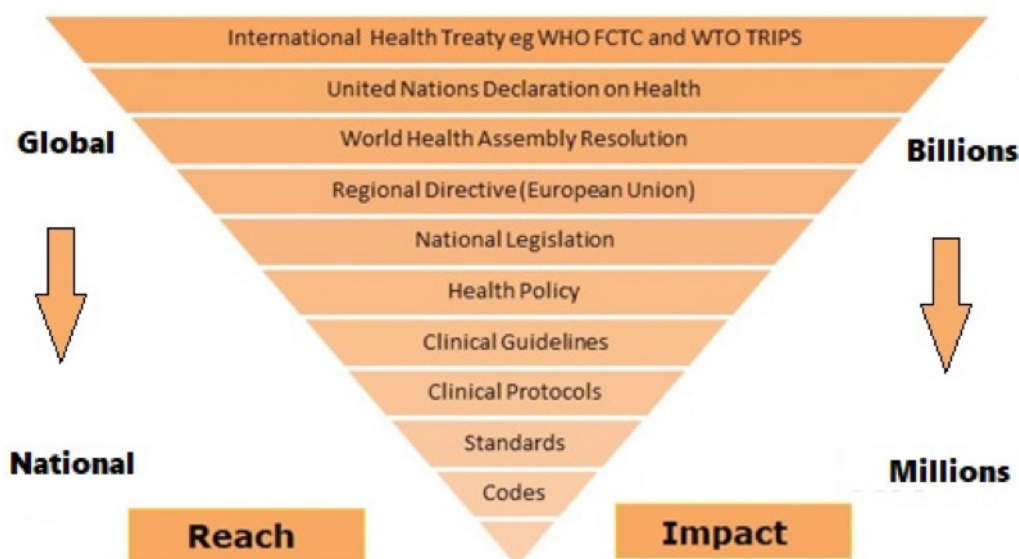 International Health Treaty eg WHO FCTC and WTO TRIPS
United Nations Declaration on Health
Global
World Health Assembly Resolution
Billions
Regional Directive (European Union)
National Legislation
Health Policy
Clinical Guidelines
Clinical Protocols
National
Standards
Millions
Codes
Reach
Impact